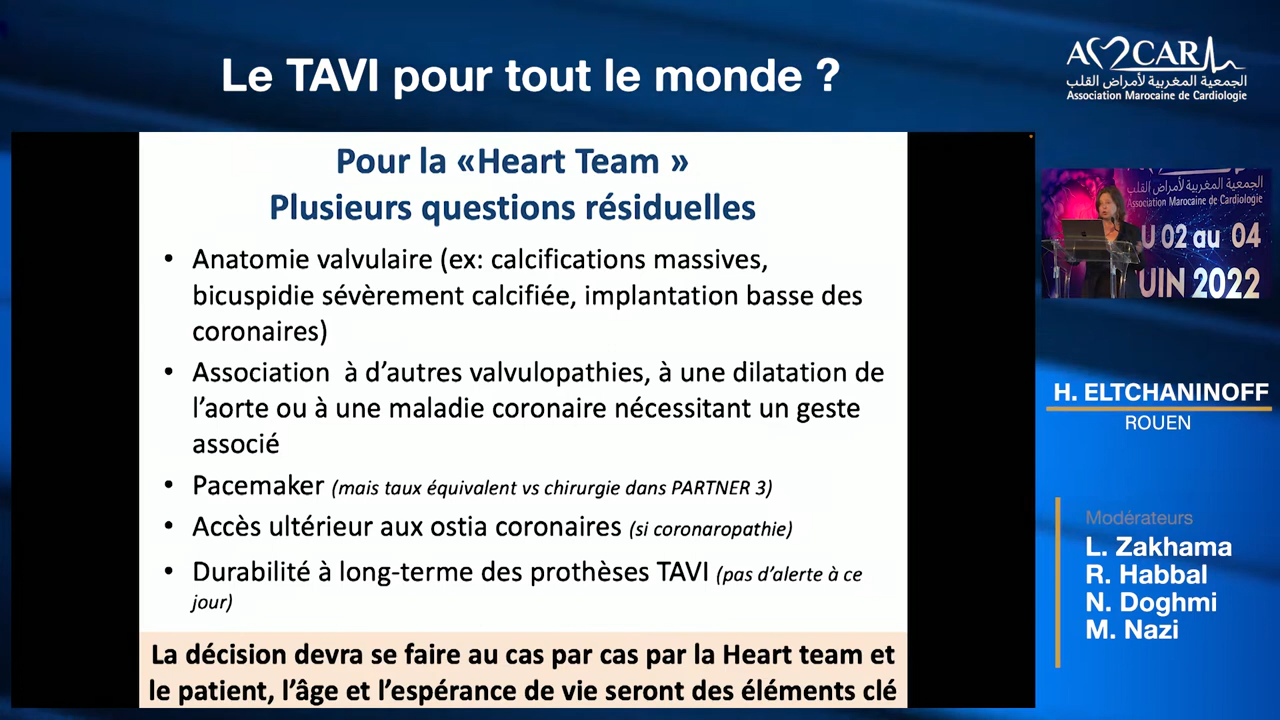 Le TAVI pour tout le monde ?
AMCAR
الجمعية المغربية لأمراض القلب
Association Marocaine de Cardiologie
Pour la «Heart Team »
Plusieurs questions résiduelles
• Anatomie valvulaire (ex: calcifications massives,
bicuspidie sévèrement calcifiée, implantation basse des
coronaires)
• Association à d’autres valvulopathies, à une dilatation de
l’aorte ou à une maladie coronaire nécessitant un geste
associé
• Pacemaker (mais taux équivalent vs chirurgie dans PARTNER 3)
• Accès ultérieur aux ostia coronaires (si coronaropathie)
• Durabilité à long-terme des prothèses TAVI (pas d’alerte à ce
jour)
La décision devra se faire au cas par cas par la Heart team et
le patient, l’âge et l’espérance de vie seront des éléments clé
الجمعية المغربية لأمراض القلب
Association Marocaine de Cardiologie
U 02 au 04
UIN 2022
H. ELTCHANINOFF
ROUEN
Modérateurs
L. Zakhama
R. Habbal
N. Doghmi
M. Nazi